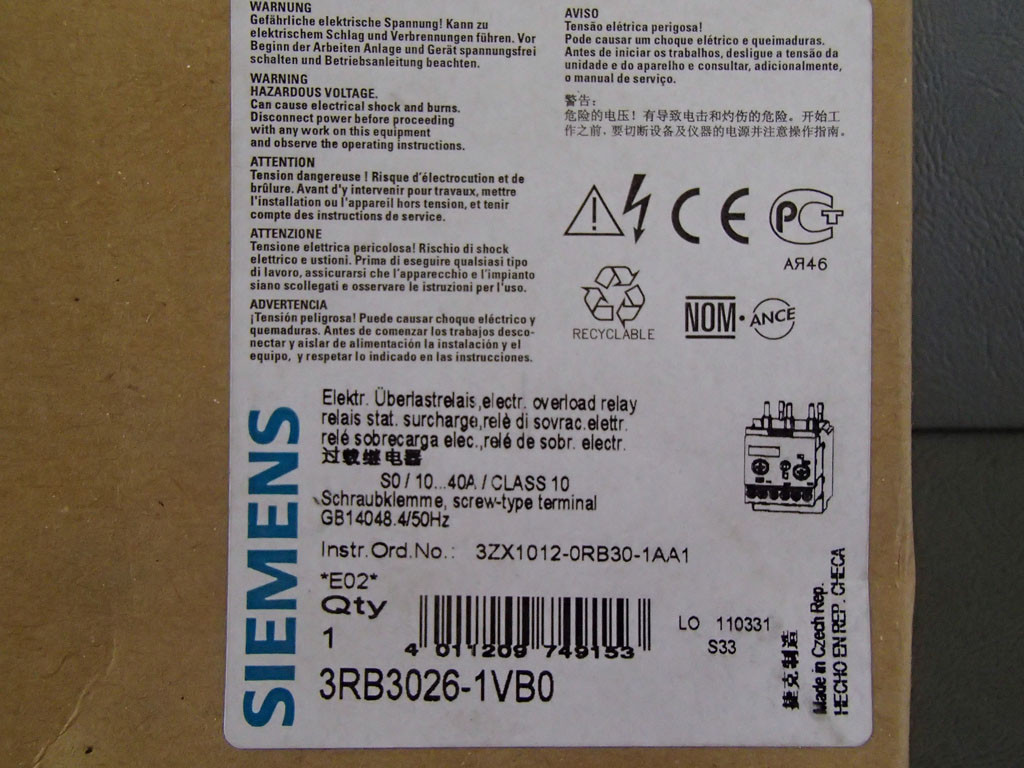 WARNUNG
Gefährliche elektrische Spannung! Kann zu
elektrischem Schlag und Verbrennungen führen. Vor
Beginn der Arbeiten Anlage und Gerät spannungsfrei
schalten und Betriebsanleitung beachten.
WARNING
HAZARDOUS VOLTAGE.
Can cause electrical shock and burns.
Disconnect power before proceeding
with any work on this equipment
and observe the operating instructions.
ATTENTION
Tension dangereuse ! Risque d'électrocution et de
brûlure. Avant d'y intervenir pour travaux, mettre
l'installation ou l'appareil hors tension, et tenir
compte des instructions de service.
ATTENZIONE
Tensione elettrica pericolosa! Rischio di shock
elettrico e ustioni. Prima di eseguire qualsiasi tipo
di lavoro, assicurarsi che l'apparecchio e l'impianto
siano scollegati e osservare le istruzioni per l'uso.
ADVERTENCIA
¡Tensión peligrosa! Puede causar choque eléctrico y
quemaduras. Antes de comenzar los trabajos desco-
nectar y aislar de alimentación la instalación y el
equipo, y respetar lo indicado en las instrucciones.
AVISO
Tensão elétrica perigosa!
Pode causar um choque elétrico e queimaduras.
Antes de iniciar os trabalhos, desligue a tensão da
unidade e do aparelho e consultar, adicionalmente,
o manual de serviço.
警告:
危险的电压! 有导致电击和灼伤的危险。开始工
作之前,要切断设备及仪器的电源并注意操作指南。
CE
PCT
АЯ46
RECYCLABLE
NOM·ANCE
SIEMENS
Elektr. Überlastrelais,electr. overload relay
relais stat. surcharge,relè di sovrac.elettr.
relé sobrecarga elec.,relé de sobr. electr.
过载继电器
S0 / 10...40A / CLASS 10
Schraubklemme, screw-type terminal
GB14048.4/50Hz
Instr.Ord.No.: 3ZX1012-0RB30-1AA1
*E02*
Qty
1
4 011209 749153
LO 110331
S33
3RB3026-1VB0
捷克制造
Made in Czech Rep.
HECHO EN REP. CHECA